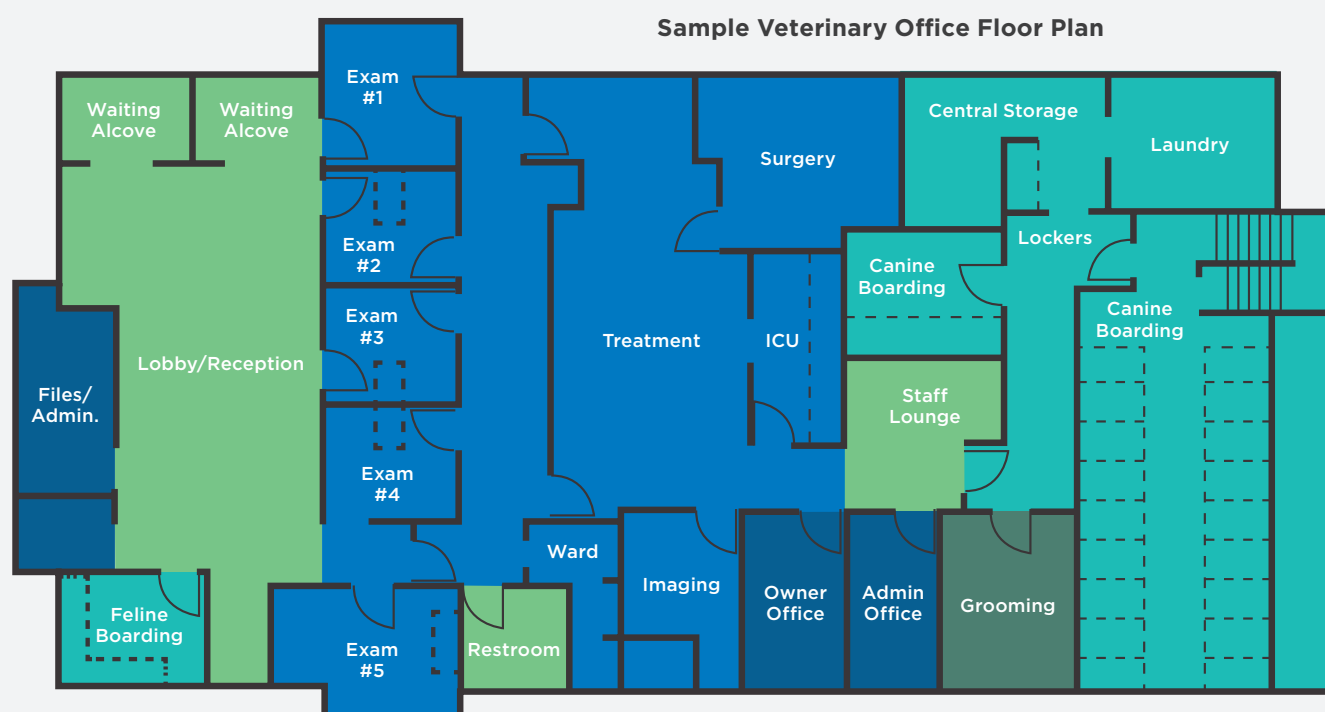 Sample Veterinary Office Floor Plan
Exam
#1
Waiting
Alcove
Waiting
Alcove
Central Storage
Laundry
Surgery
Exam
#2
Lockers
Canine
Boarding
Canine
Boarding
Exam
#3
Treatment
ICU
Lobby/Reception
Files/
Admin.
Staff
Lounge
Exam
#4
Ward
Imaging
Owner
Office
Admin
Office
Grooming
Feline
Boarding
Exam
#5
Restroom